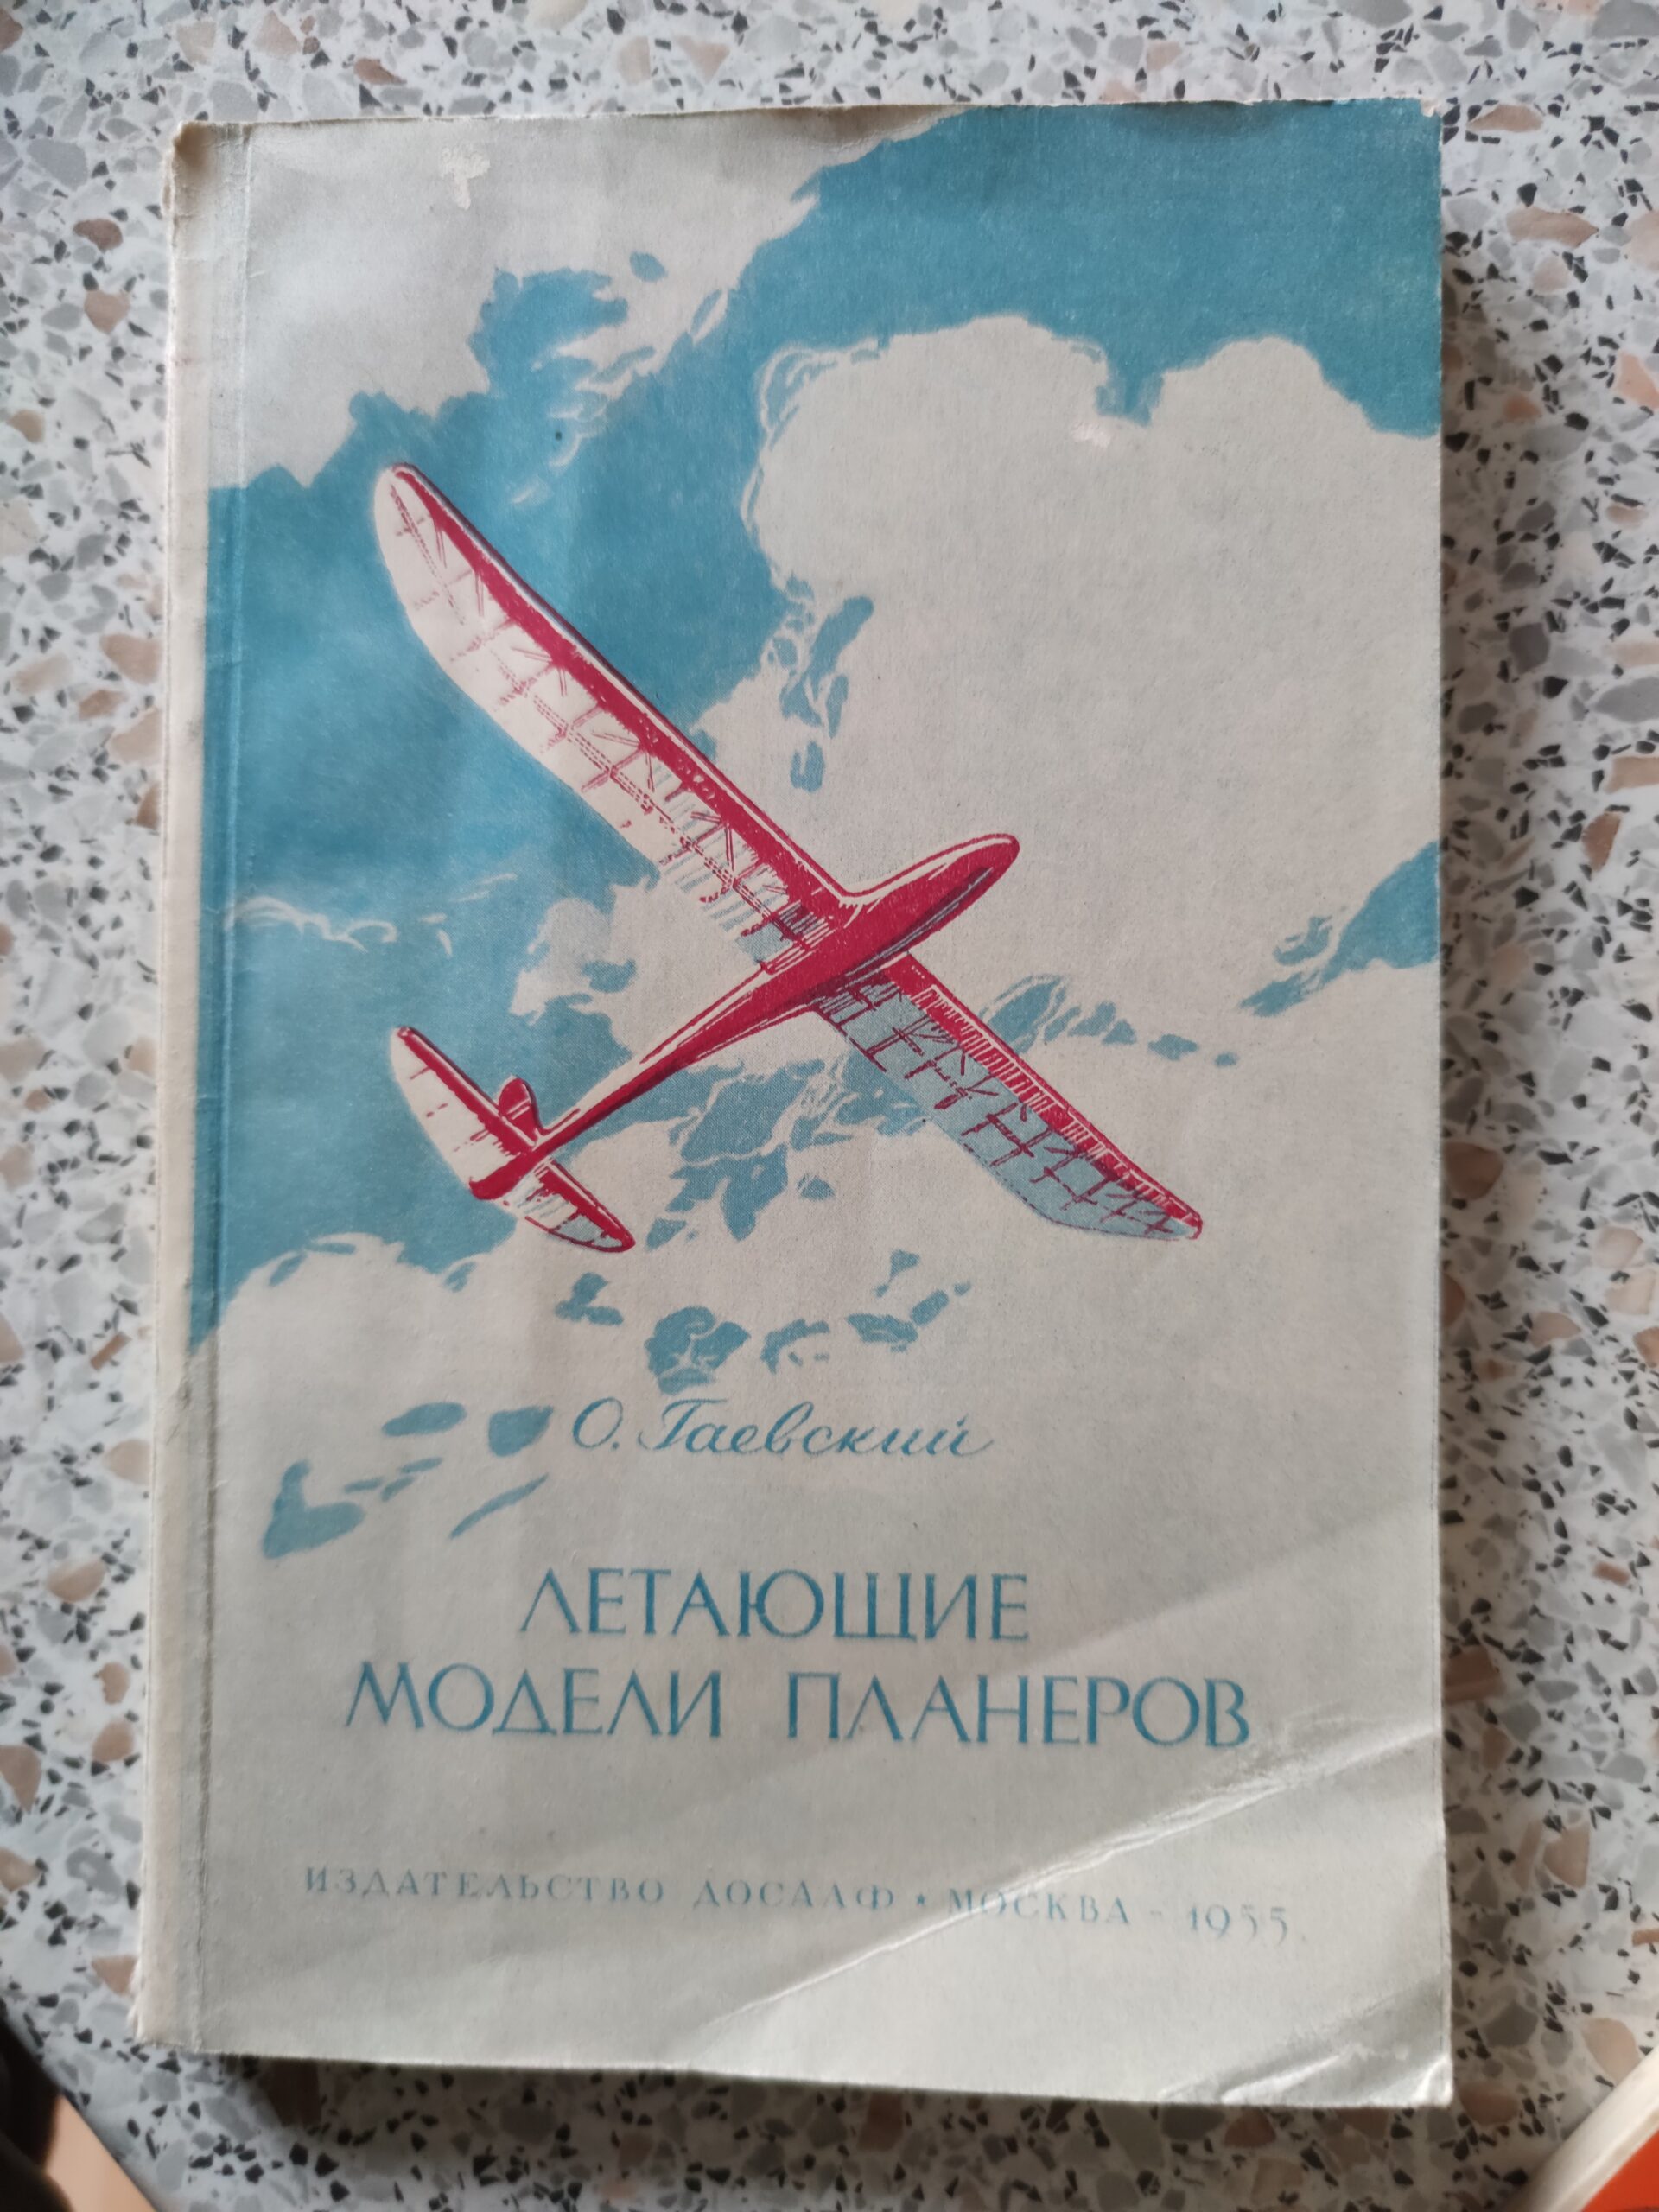 О. Гаевский
ЛЕТАЮЩИЕ
МОДЕЛИ ПЛАНЕРОВ
ИЗДАТЕЛЬСТВО ДОСААФ ★ МОСКВА - 1955